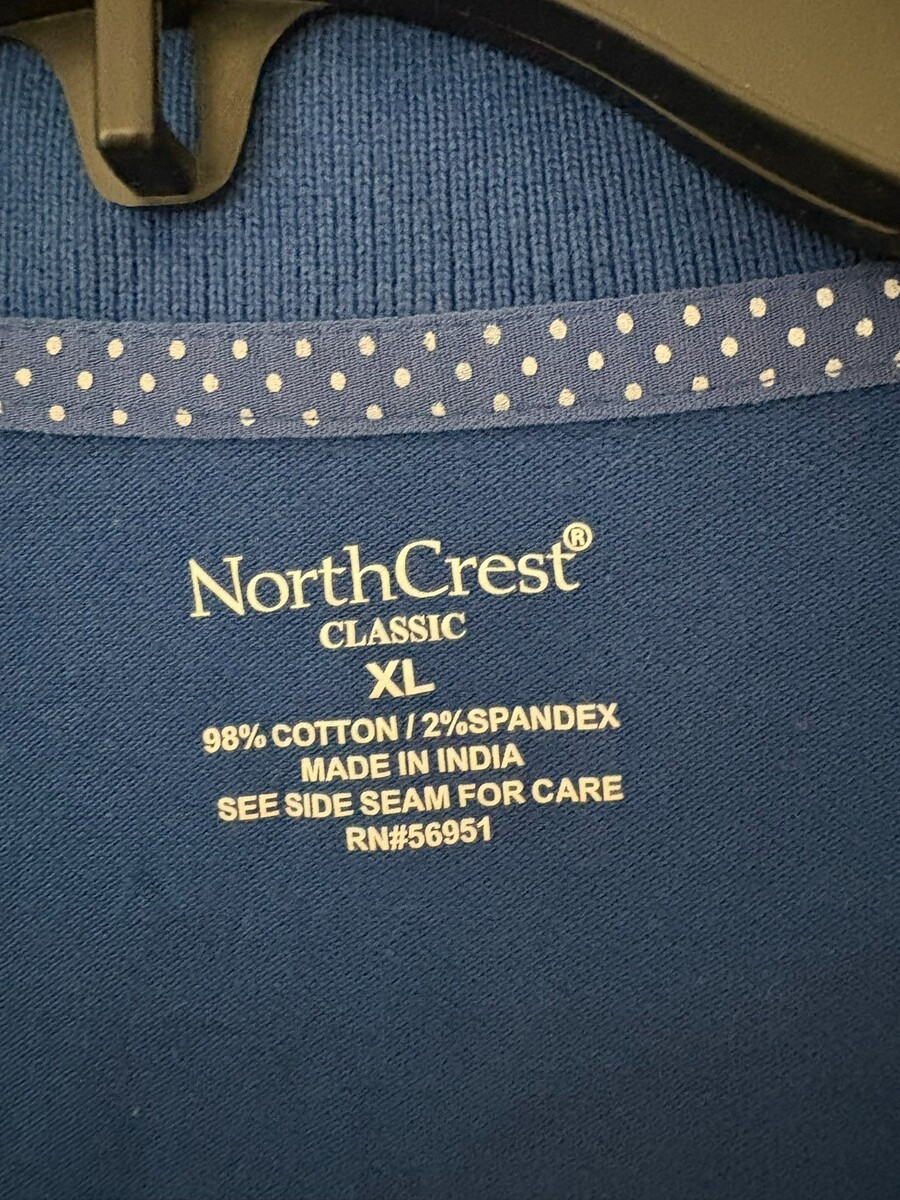 NorthCrest®
CLASSIC
XL
98% COTTON / 2%SPANDEX
MADE IN INDIA
SEE SIDE SEAM FOR CARE
RN#56951